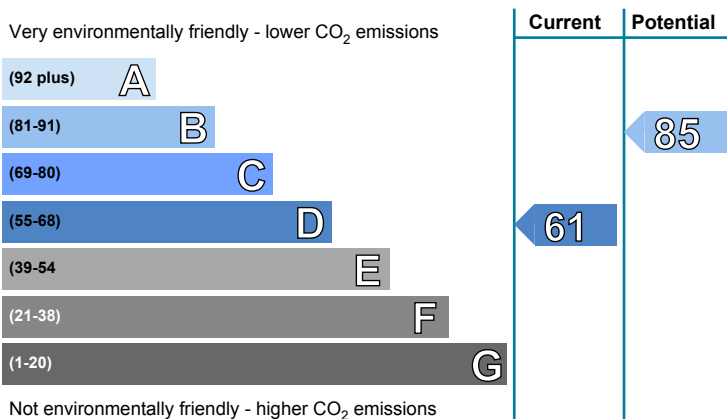 Very environmentally friendly - lower CO₂ emissions
Current
Potential
(92 plus) A
(81-91) B
85
(69-80) C
(55-68) D
61
(39-54 E
(21-38) F
(1-20) G
Not environmentally friendly - higher CO₂ emissions